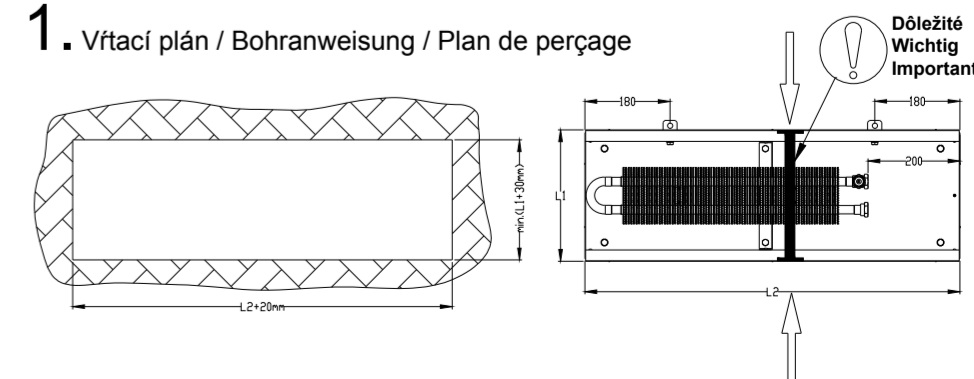 1. Vŕtací plán / Bohranweisung / Plan de perçage
Dôležité
Wichtig
Important
180
180
200
L1
L2
min.(L1+30mm)
L2+20mm